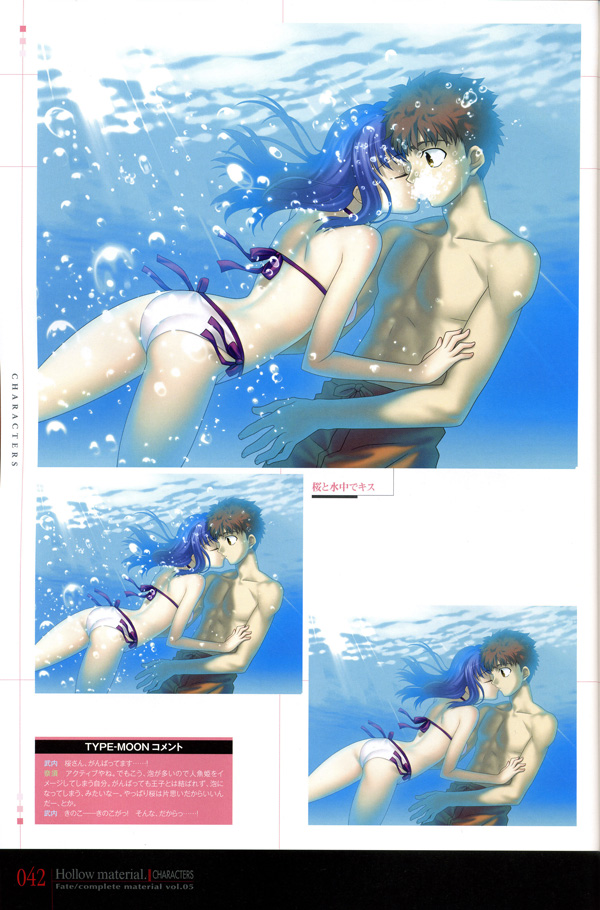 CHARACTERS
桜と水中でキス
TYPE-MOON コメント
武内　桜さん、がんばってます……!
奈須　アクティブやね。でもこう、泡が多いので人魚姫をイ
メージしてしまう自分。がんばっても王子とは結ばれず、泡に
なってしまう、みたいなー。やっぱり桜は片思いだからいいん
だー、とか。
武内　きのこ――きのこがっ!　そんな、だからっ……!
042 Hollow material. CHARACTERS
Fate/complete material vol.05